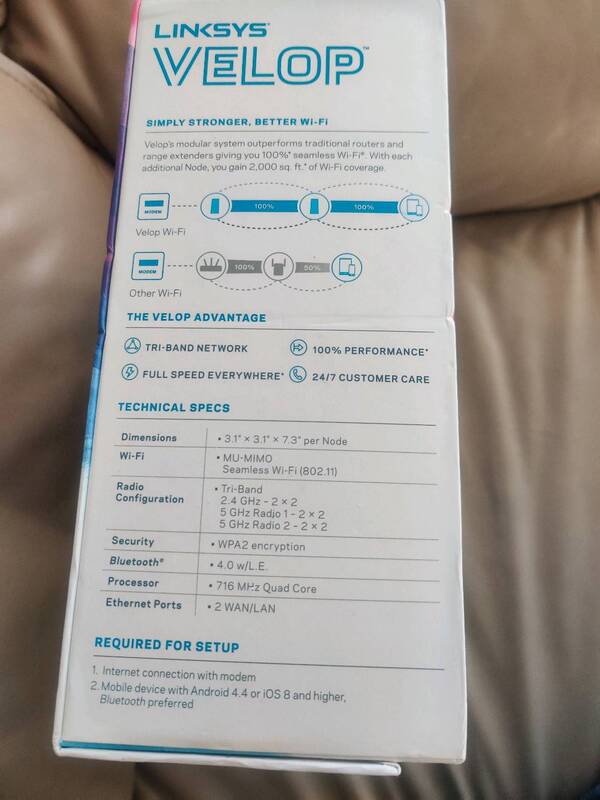 LINKSYS®
VELOP™
SIMPLY STRONGER, BETTER Wi-Fi
Velop's modular system outperforms traditional routers and
range extenders giving you 100%* seamless Wi-Fi®. With each
additional Node, you gain 2,000 sq. ft.* of Wi-Fi coverage.
MODEM 100% 100%
Velop Wi-Fi
MODEM 100% 50%
Other Wi-Fi
THE VELOP ADVANTAGE
TRI-BAND NETWORK 100% PERFORMANCE*
FULL SPEED EVERYWHERE* 24/7 CUSTOMER CARE
TECHNICAL SPECS
Dimensions • 3.1" × 3.1" × 7.3" per Node
Wi-Fi • MU-MIMO
Seamless Wi-Fi (802.11)
Radio • Tri-Band
Configuration 2.4 GHz - 2 × 2
5 GHz Radio 1 - 2 × 2
5 GHz Radio 2 - 2 × 2
Security • WPA2 encryption
Bluetooth® • 4.0 w/L.E.
Processor • 716 MHz Quad Core
Ethernet Ports • 2 WAN/LAN
REQUIRED FOR SETUP
1. Internet connection with modem
2. Mobile device with Android 4.4 or iOS 8 and higher,
Bluetooth preferred